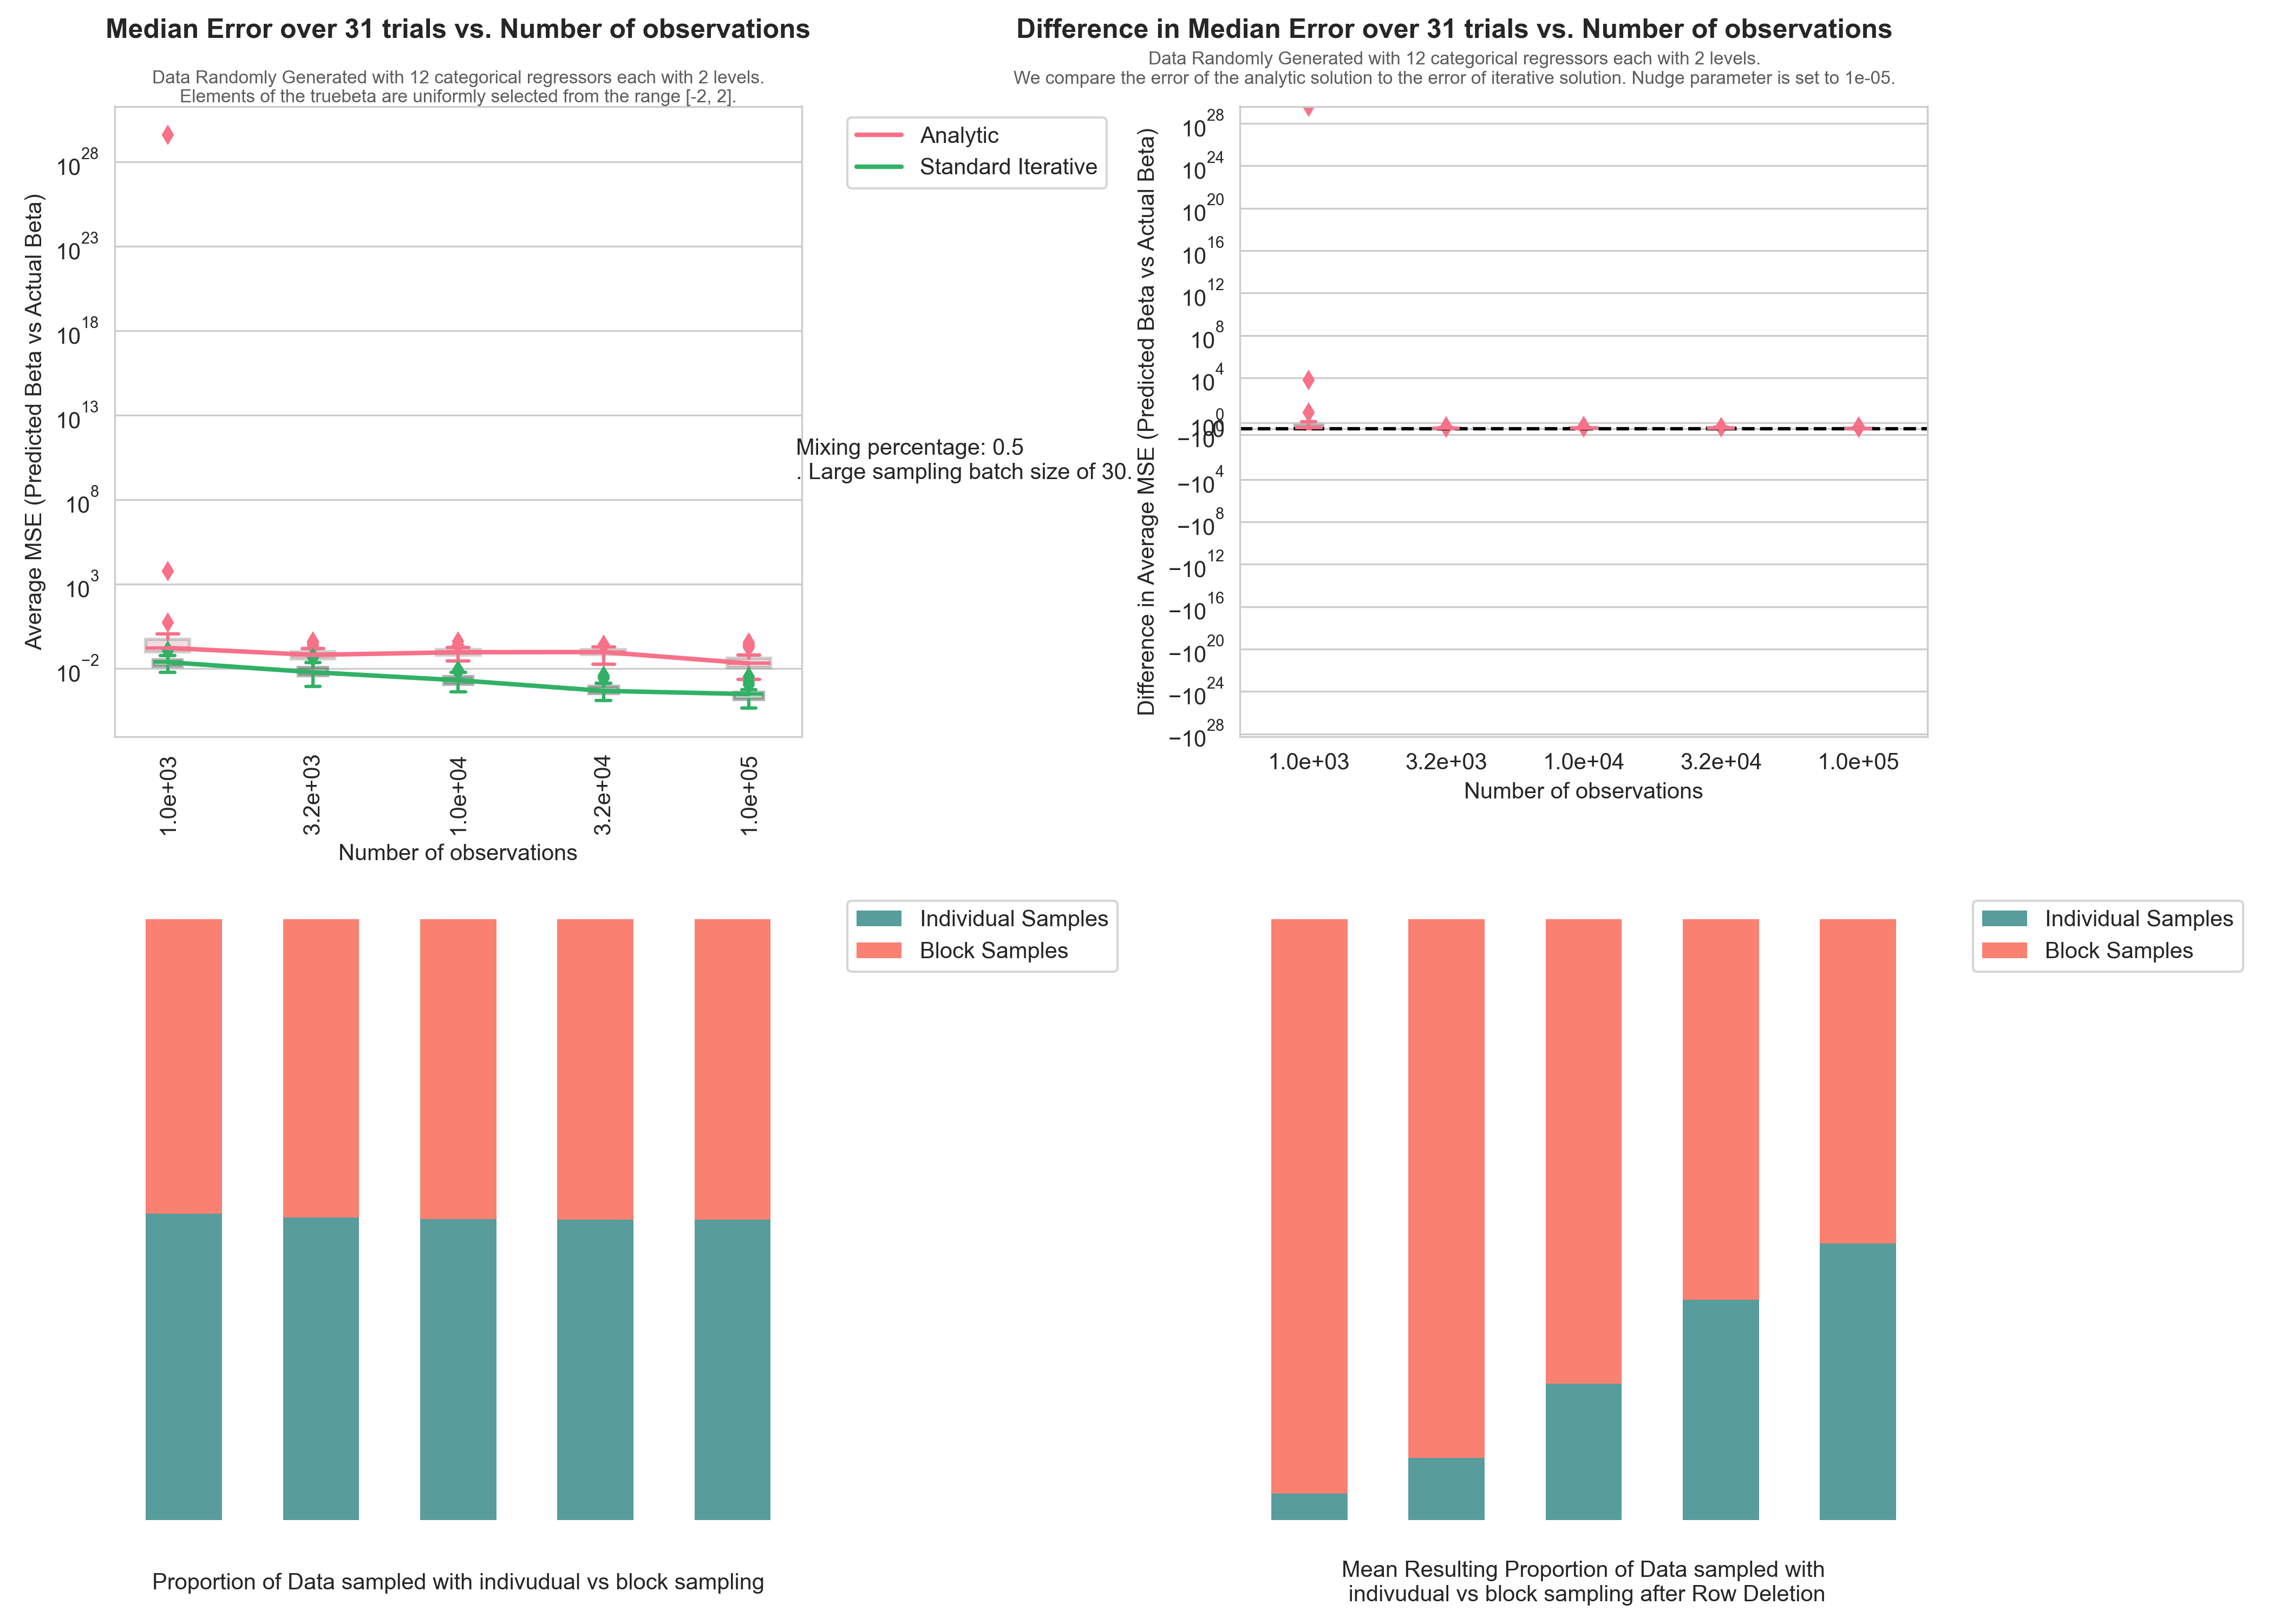 Median Error over 31 trials vs. Number of observations
Data Randomly Generated with 12 categorical regressors each with 2 levels.
Elements of the truebeta are uniformly selected from the range [-2, 2].
Average MSE (Predicted Beta vs Actual Beta)
10^28
10^23
10^18
10^13
10^8
10^3
10^−2
1.0e+03
3.2e+03
1.0e+04
3.2e+04
1.0e+05
Number of observations
Analytic
Standard Iterative
Mixing percentage: 0.5
. Large sampling batch size of 30.
Difference in Median Error over 31 trials vs. Number of observations
Data Randomly Generated with 12 categorical regressors each with 2 levels.
We compare the error of the analytic solution to the error of iterative solution. Nudge parameter is set to 1e-05.
Difference in Average MSE (Predicted Beta vs Actual Beta)
10^28
10^24
10^20
10^16
10^12
10^8
10^4
10^0
0
−10^0
−10^4
−10^8
−10^12
−10^16
−10^20
−10^24
−10^28
1.0e+03 3.2e+03 1.0e+04 3.2e+04 1.0e+05
Number of observations
Individual Samples
Block Samples
Proportion of Data sampled with indivudual vs block sampling
Individual Samples
Block Samples
Mean Resulting Proportion of Data sampled with
indivudual vs block sampling after Row Deletion